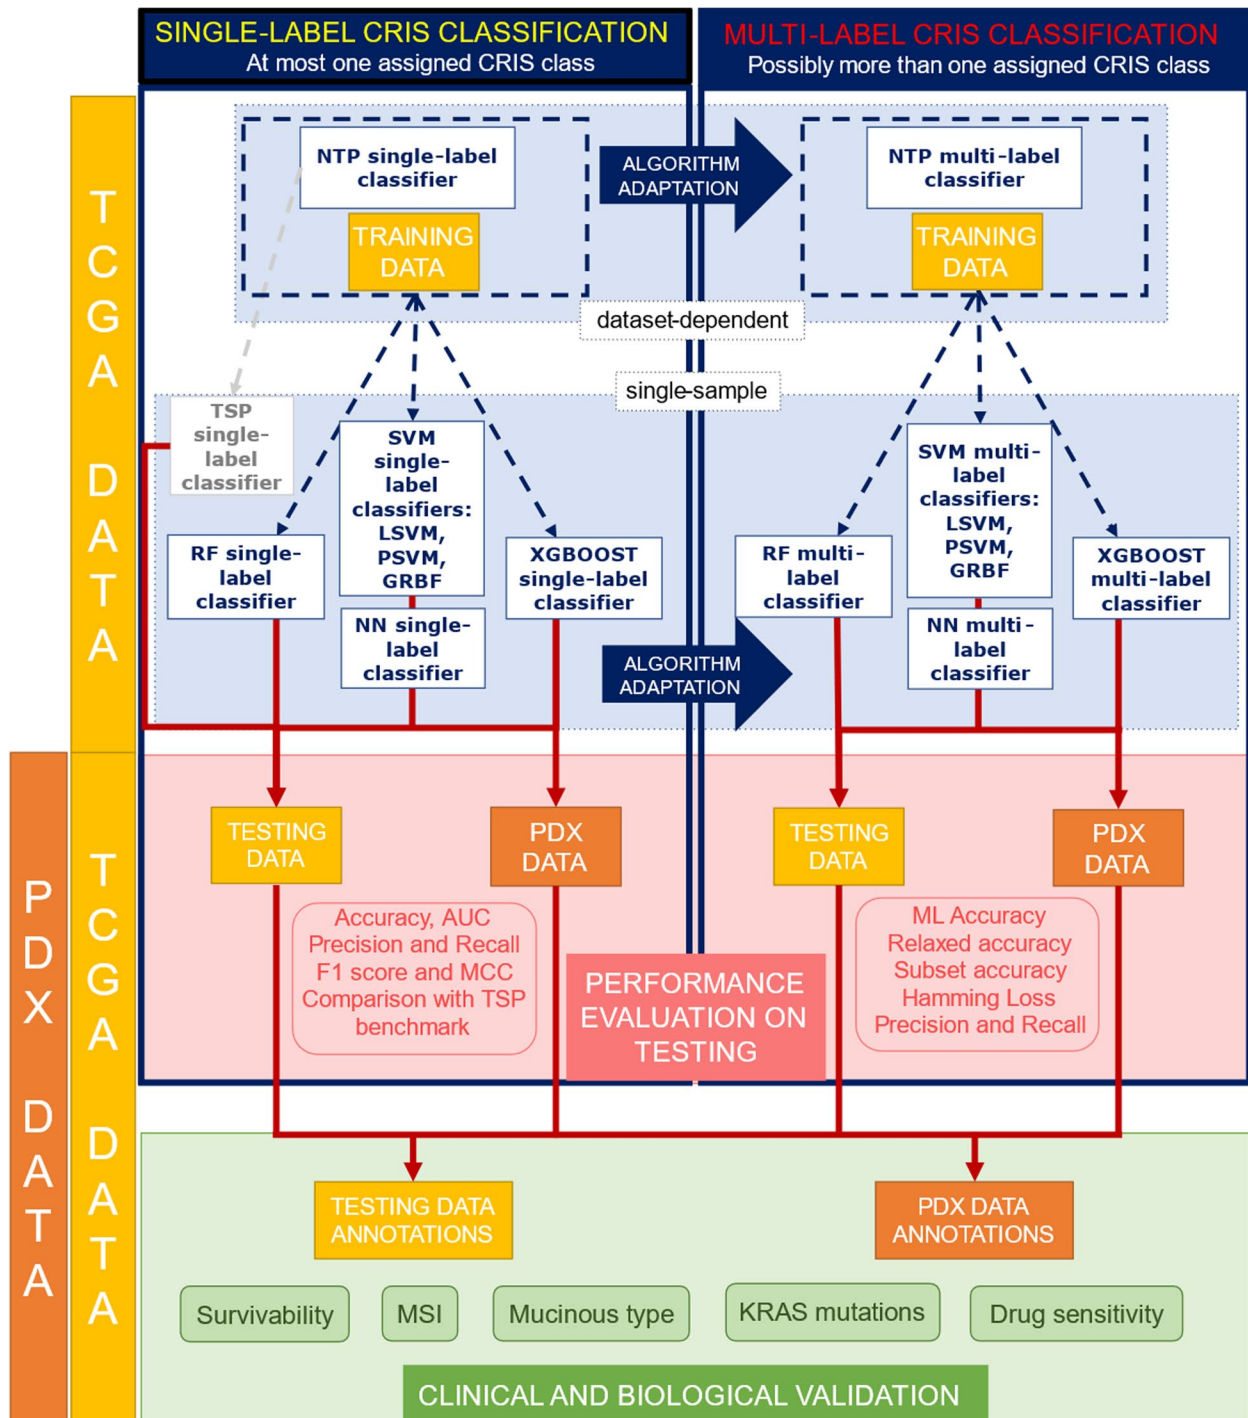 SINGLE-LABEL CRIS CLASSIFICATION
At most one assigned CRIS class
MULTI-LABEL CRIS CLASSIFICATION
Possibly more than one assigned CRIS class
TCGA DATA
NTP single-label
classifier
TRAINING
DATA
ALGORITHM
ADAPTATION
NTP multi-label
classifier
TRAINING
DATA
dataset-dependent
single-sample
TSP
single-
label
classifier
RF single-
label
classifier
SVM
single-
label
classifiers:
LSVM,
PSVM,
GRBF
NN single-
label
classifier
XGBOOST
single-label
classifier
ALGORITHM
ADAPTATION
RF multi-
label
classifier
SVM multi-
label
classifiers:
LSVM,
PSVM,
GRBF
NN multi-
label
classifier
XGBOOST
multi-label
classifier
PDX DATA
TCGA DATA
TESTING
DATA
PDX
DATA
Accuracy, AUC
Precision and Recall
F1 score and MCC
Comparison with TSP
benchmark
PERFORMANCE
EVALUATION ON
TESTING
TESTING
DATA
PDX
DATA
ML Accuracy
Relaxed accuracy
Subset accuracy
Hamming Loss
Precision and Recall
TESTING DATA
ANNOTATIONS
PDX DATA
ANNOTATIONS
Survivability
MSI
Mucinous type
KRAS mutations
Drug sensitivity
CLINICAL AND BIOLOGICAL VALIDATION